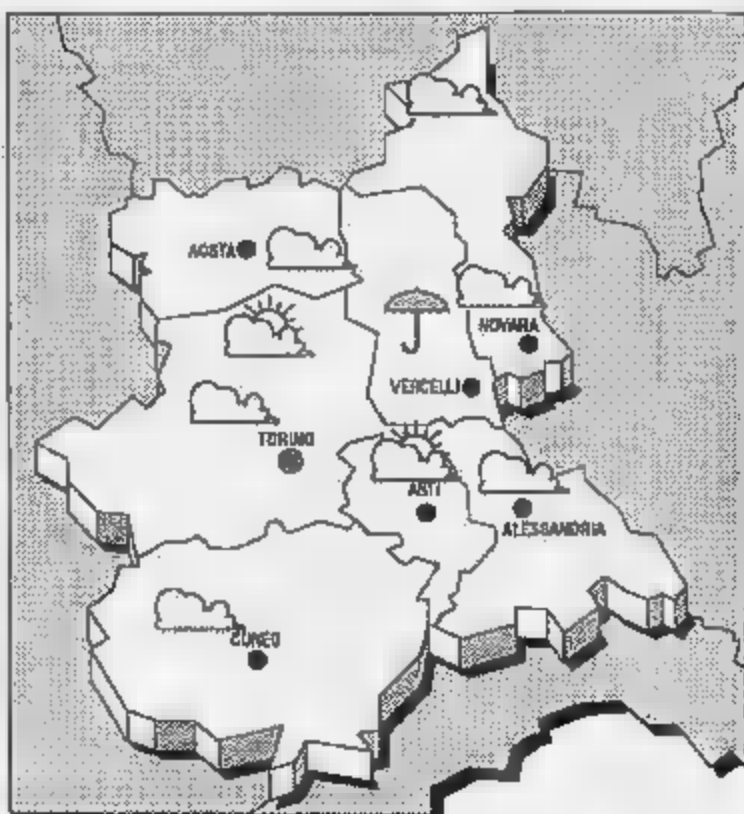 AOSTA
NOVARA
VERCELLI
TORINO
ASTI
ALESSANDRIA
CUNEO